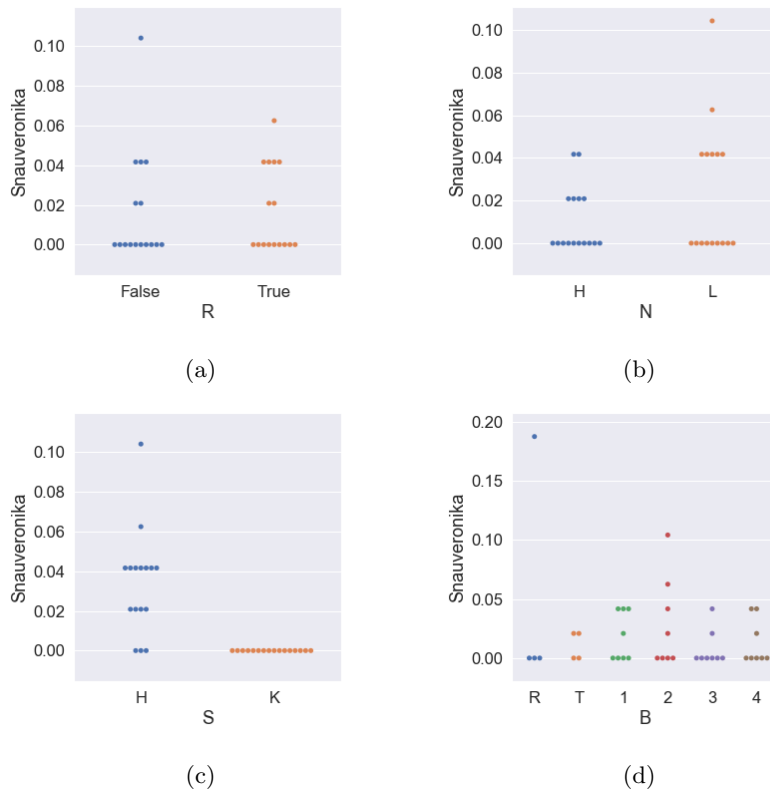 0.10
0.08
0.06
0.04
0.02
0.00
Snauveronika
False
True
R
(a)
0.10
0.08
0.06
0.04
0.02
0.00
Snauveronika
H
L
N
(b)
0.10
0.08
0.06
0.04
0.02
0.00
Snauveronika
H
K
S
(c)
0.20
0.15
0.10
0.05
0.00
Snauveronika
R
T
1
2
3
4
B
(d)